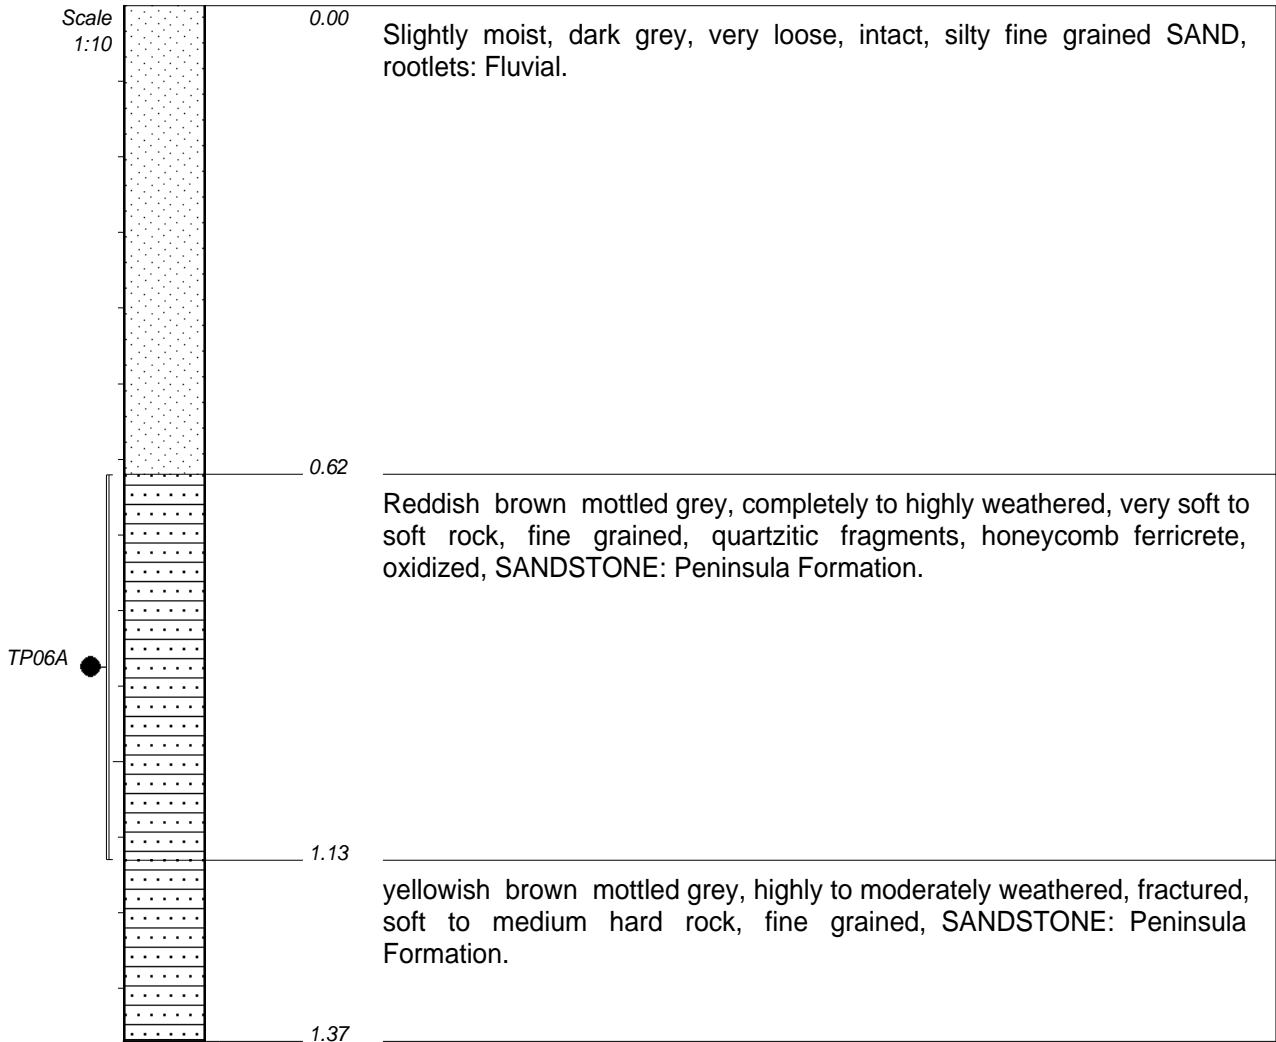 Scale
1:10
0.00
Slightly moist, dark grey, very loose, intact, silty fine grained SAND,
rootlets: Fluvial.
0.62
Reddish brown mottled grey, completely to highly weathered, very soft to
soft rock, fine grained, quartzitic fragments, honeycomb ferricrete,
oxidized, SANDSTONE: Peninsula Formation.
TP06A
1.13
yellowish brown mottled grey, highly to moderately weathered, fractured,
soft to medium hard rock, fine grained, SANDSTONE: Peninsula
Formation.
1.37